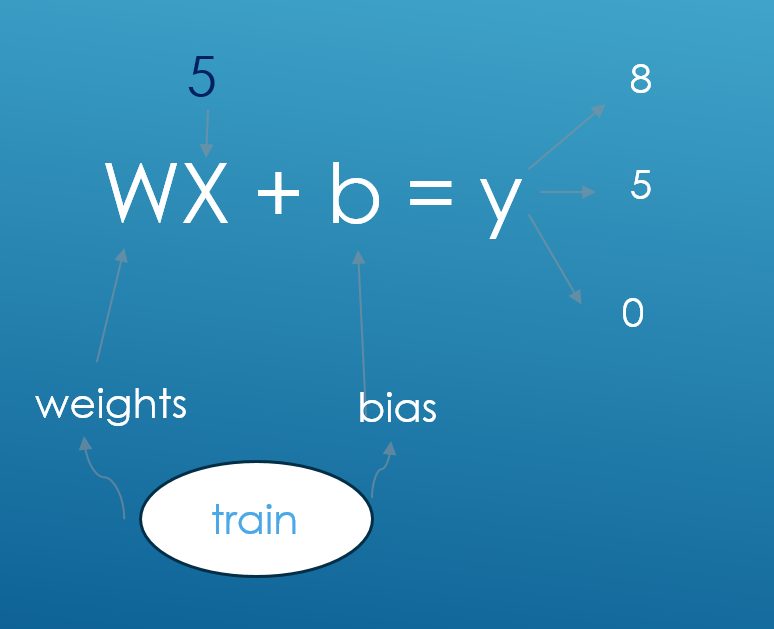 5
8
WX + b = y
5
0
weights
bias
train